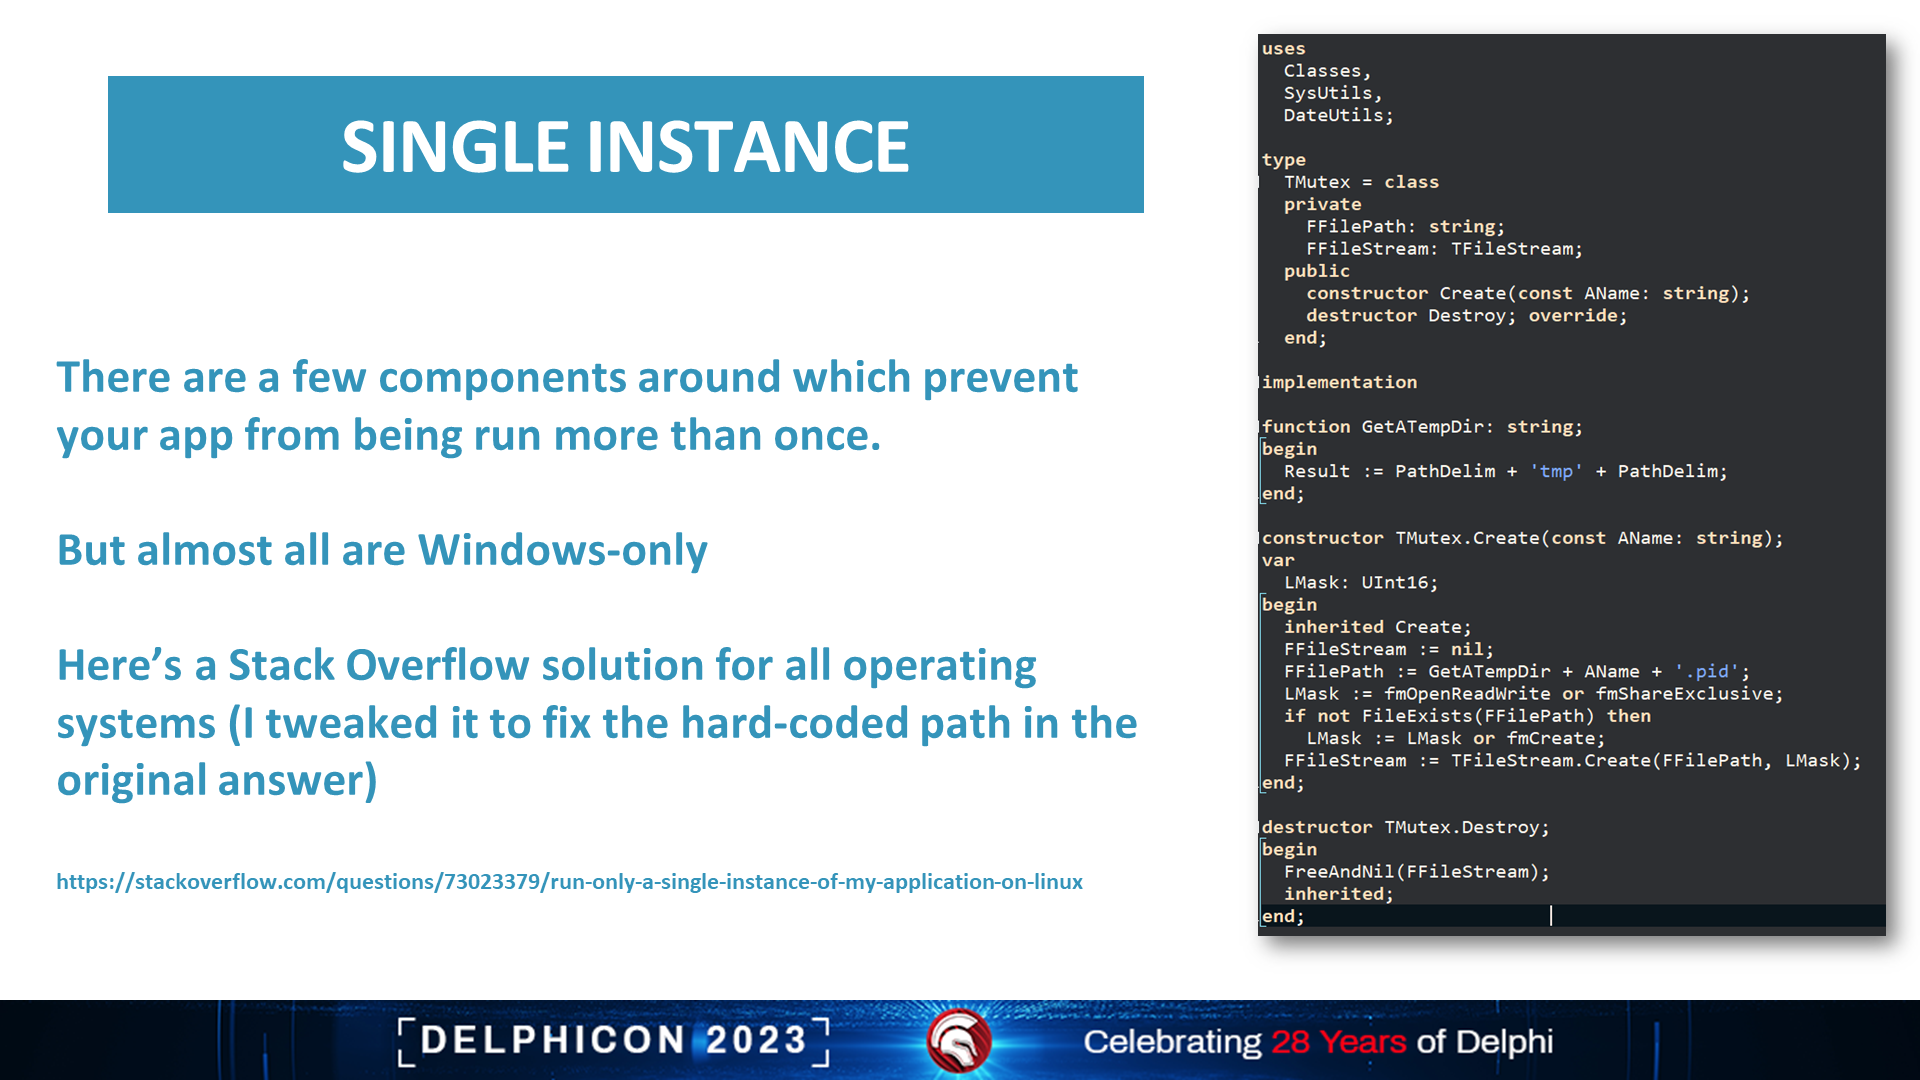 SINGLE INSTANCE
There are a few components around which prevent
your app from being run more than once.
But almost all are Windows-only
Here’s a Stack Overflow solution for all operating
systems (I tweaked it to fix the hard-coded path in the
original answer)
https://stackoverflow.com/questions/73023379/run-only-a-single-instance-of-my-application-on-linux
uses
  Classes,
  SysUtils,
  DateUtils;
type
  TMutex = class
  private
    FFilePath: string;
    FFileStream: TFileStream;
  public
    constructor Create(const AName: string);
    destructor Destroy; override;
  end;
implementation
function GetATempDir: string;
begin
  Result := PathDelim + 'tmp' + PathDelim;
end;
constructor TMutex.Create(const AName: string);
var
  LMask: UInt16;
begin
  inherited Create;
  FFileStream := nil;
  FFilePath := GetATempDir + AName + '.pid';
  LMask := fmOpenReadWrite or fmShareExclusive;
  if not FileExists(FFilePath) then
    LMask := LMask or fmCreate;
  FFileStream := TFileStream.Create(FFilePath, LMask);
end;
destructor TMutex.Destroy;
begin
  FreeAndNil(FFileStream);
  inherited;
end;
DELPHICON 2023
Celebrating 28 Years of Delphi